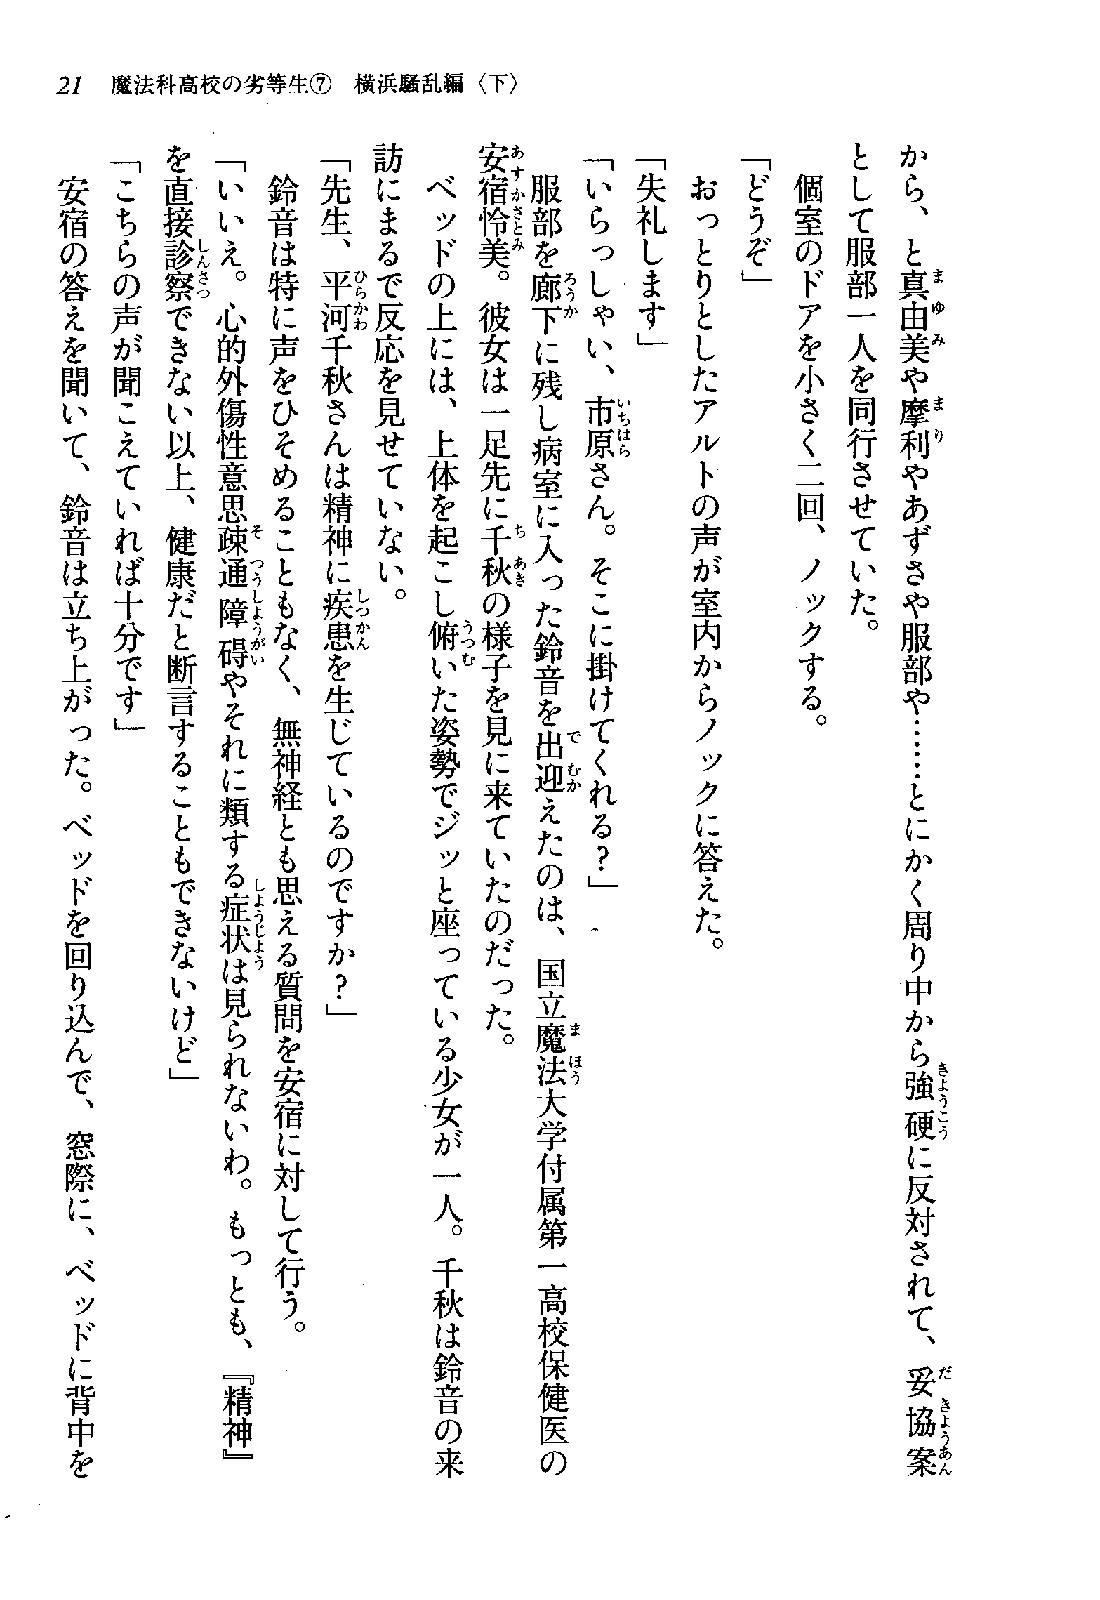 21　魔法科高校の劣等生⑦　横浜騒乱編〈下〉
から、と真由美や摩利やあずさや服部や……とにかく周り中から強硬に反対されて、妥協案
として服部一人を同行させていた。
　個室のドアを小さく二回、ノックする。
「どうぞ」
　おっとりとしたアルトの声が室内からノックに答えた。
「失礼します」
「いらっしゃい、市原さん。そこに掛けてくれる？」
　服部を廊下に残し病室に入った鈴音を出迎えたのは、国立魔法大学付属第一高校保健医の
安宿怜美。彼女は一足先に千秋の様子を見に来ていたのだった。
　ベッドの上には、上体を起こし俯いた姿勢でジッと座っている少女が一人。千秋は鈴音の来
訪にまるで反応を見せていない。
「先生、平河千秋さんは精神に疾患を生じているのですか？」
　鈴音は特に声をひそめることもなく、無神経とも思える質問を安宿に対して行う。
「いいえ。心的外傷性意思疎通障碍やそれに類する症状は見られないわ。もっとも、『精神』
を直接診察できない以上、健康だと断言することもできないけど」
「こちらの声が聞こえていれば十分です」
　安宿の答えを聞いて、鈴音は立ち上がった。ベッドを回り込んで、窓際に、ベッドに背中を